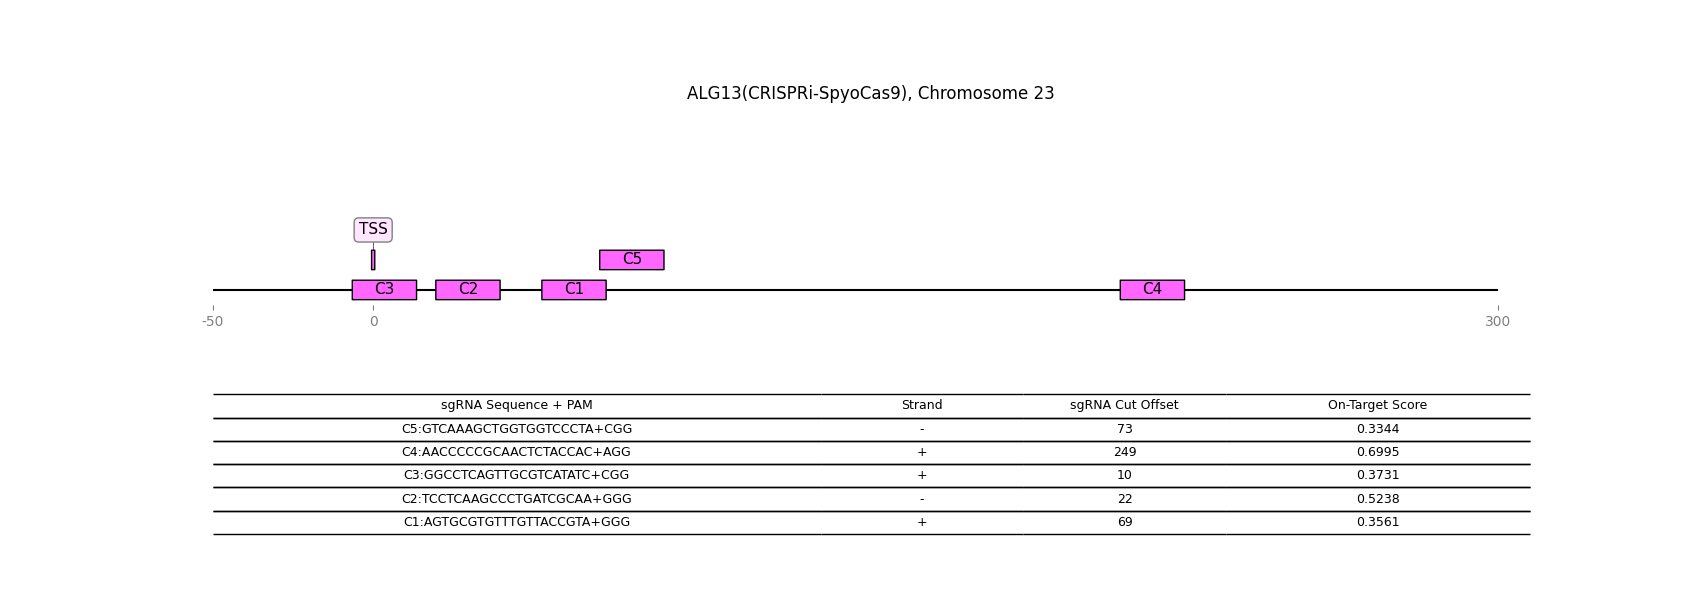 ALG13(CRISPRi-SpyoCas9), Chromosome 23
TSS
C5
C3 C2 C1 C4
-50 0 300
sgRNA Sequence + PAM Strand sgRNA Cut Offset On-Target Score
C5:GTCAAAGCTGGTGGTCCCTA+CGG - 73 0.3344
C4:AACCCCCGCAACTCTACCAC+AGG + 249 0.6995
C3:GGCCTCAGTTGCGTCATATC+CGG + 10 0.3731
C2:TCCTCAAGCCCTGATCGCAA+GGG - 22 0.5238
C1:AGTGCGTGTTTGTTACCGTA+GGG + 69 0.3561